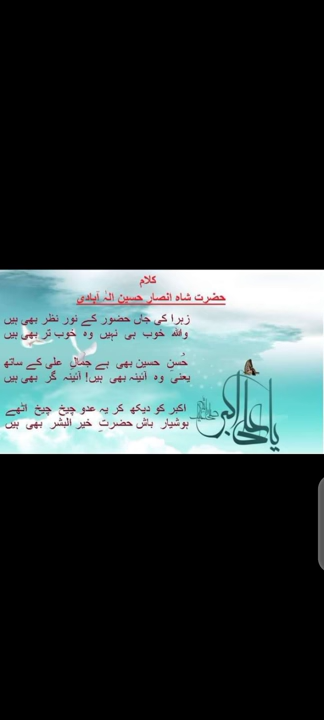 کلام
حضرت شاہ انصار حسین الہٰ آبادی
زہرا کی جاں حضور کے نور نظر بھی ہیں
واللہ خوب ہی نہیں وہ خوب تر بھی ہیں
حُسنِ حسین بھی ہے جمالِ علی کے ساتھ
یعنی وہ آئینہ بھی ہیں! آئینہ گر بھی ہیں
اکبر کو دیکھ کر یہ عدو چیخ چیخ اٹھے
ہوشیار باش حضرتِ خیر البشر بھی ہیں
یا علی اکبر